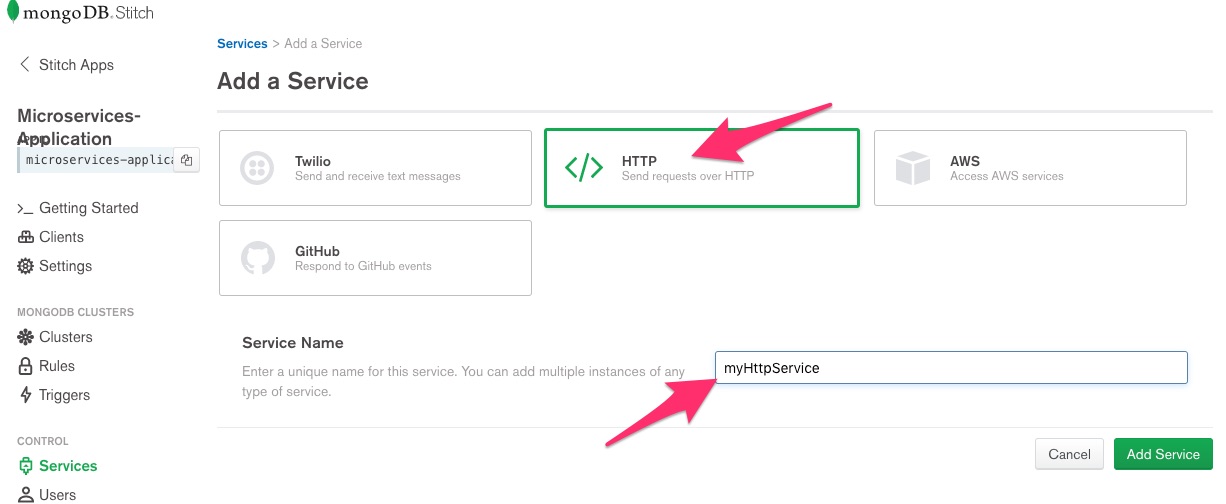 mongoDB.Stitch
Stitch Apps
Microservices-
Application
microservices-applica
>_ Getting Started
Clients
Settings
MONGODB CLUSTERS
Clusters
Rules
Triggers
CONTROL
Services
Users
Services > Add a Service
Add a Service
Twilio
Send and receive text messages
</> HTTP
Send requests over HTTP
AWS
Access AWS services
GitHub
Respond to GitHub events
Service Name
Enter a unique name for this service. You can add multiple instances of any
type of service.
myHttpService
Cancel
Add Service